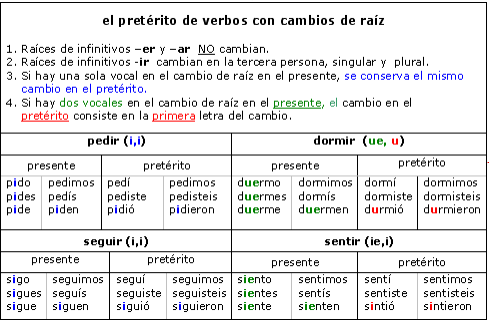 el pretérito de verbos con cambios de raíz
1. Raíces de infinitivos –er y –ar NO cambian.
2. Raíces de infinitivos -ir cambian en la tercera persona, singular y plural.
3. Si hay una sola vocal en el cambio de raíz en el presente, se conserva el mismo
cambio en el pretérito.
4. Si hay dos vocales en el cambio de raíz en el presente, el cambio en el
pretérito consiste en la primera letra del cambio.
pedir (i,i) dormir (ue, u)
presente pretérito presente pretérito
pido pedimos pedí pedimos duermo dormimos dormí dormimos
pides pedís pediste pedisteis duermes dormís dormiste dormisteis
pide piden pidió pidieron duerme duermen durmió durmieron
seguir (i,i) sentir (ie,i)
presente pretérito presente pretérito
sigo seguimos seguí seguimos siento sentimos sentí sentimos
sigues seguís seguiste seguisteis sientes sentís sentiste sentisteis
sigue siguen siguió siguieron siente sienten sintió sintieron